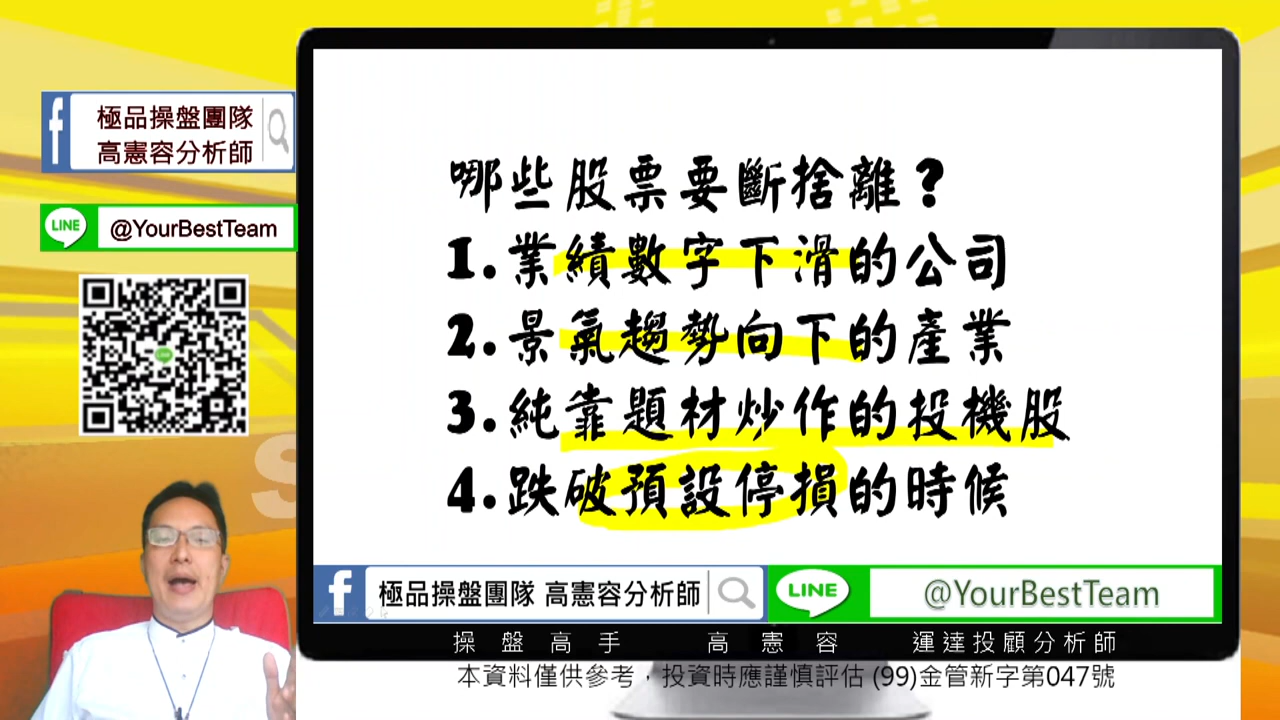 極品操盤團隊
高憲容分析師
LINE
@YourBestTeam
哪些股票要斷捨離？
1.業績數字下滑的公司
2.景氣趨勢向下的產業
3.純靠題材炒作的投機股
4.跌破預設停損的時候
極品操盤團隊 高憲容分析師
LINE
@YourBestTeam
操盤高手 高憲容 運達投顧分析師
本資料僅供參考，投資時應謹慎評估 (99)金管新字第047號